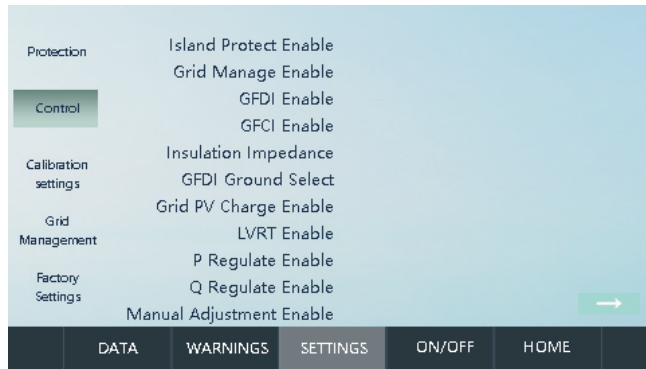 Protection
Control
Calibration
settings
Grid
Management
Factory
Settings
Island Protect Enable
Grid Manage Enable
GFDI Enable
GFCI Enable
Insulation Impedance
GFDI Ground Select
Grid PV Charge Enable
LVRT Enable
P Regulate Enable
Q Regulate Enable
Manual Adjustment Enable
→
DATA WARNINGS SETTINGS ON/OFF HOME